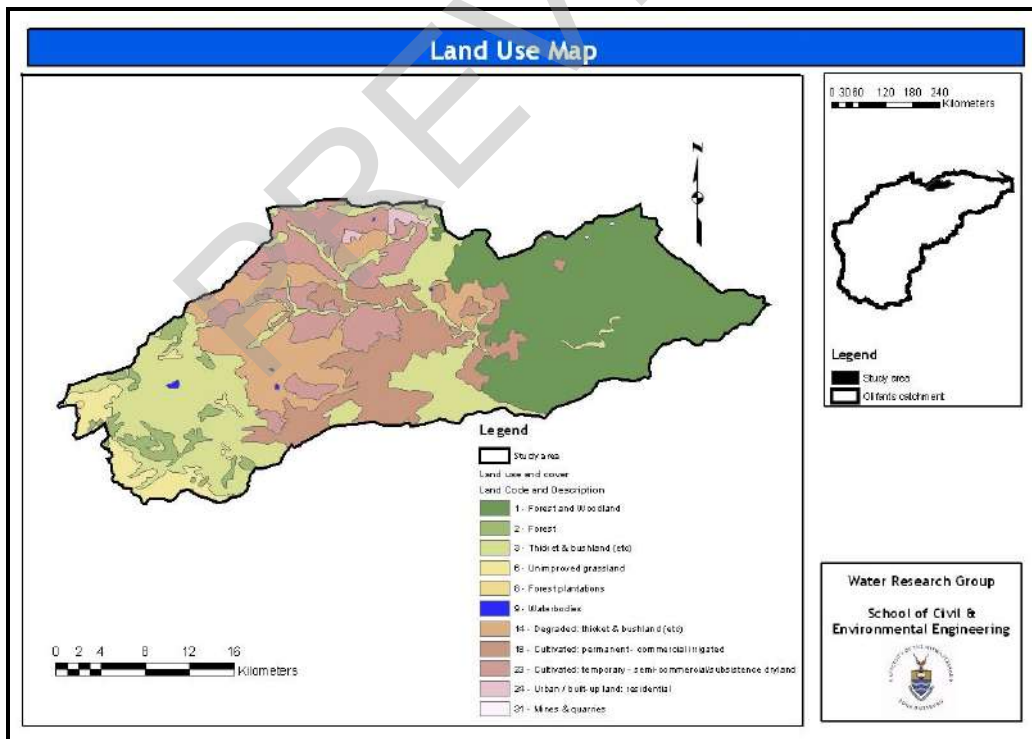 PREV
Land Use Map
N
0 30 60 120 180 240
Kilometers
Legend
Study area
Olifants catchment
Legend
Study area
Land use and cover
Land Code and Description
1 - Forest and Woodland
2 - Forest
3 - Thicket & bushland (etc)
6 - Unimproved grassland
8 - Forest plantations
9 - Waterbodies
14 - Degraded: thicket & bushland (etc)
18 - Cultivated: permanent - commercial irrigated
23 - Cultivated: temporary - semi-commercial/subsistence dryland
24 - Urban / built-up land: residential
31 - Mines & quarries
0 2 4 8 12 16
Kilometers
Water Research Group
School of Civil &
Environmental Engineering